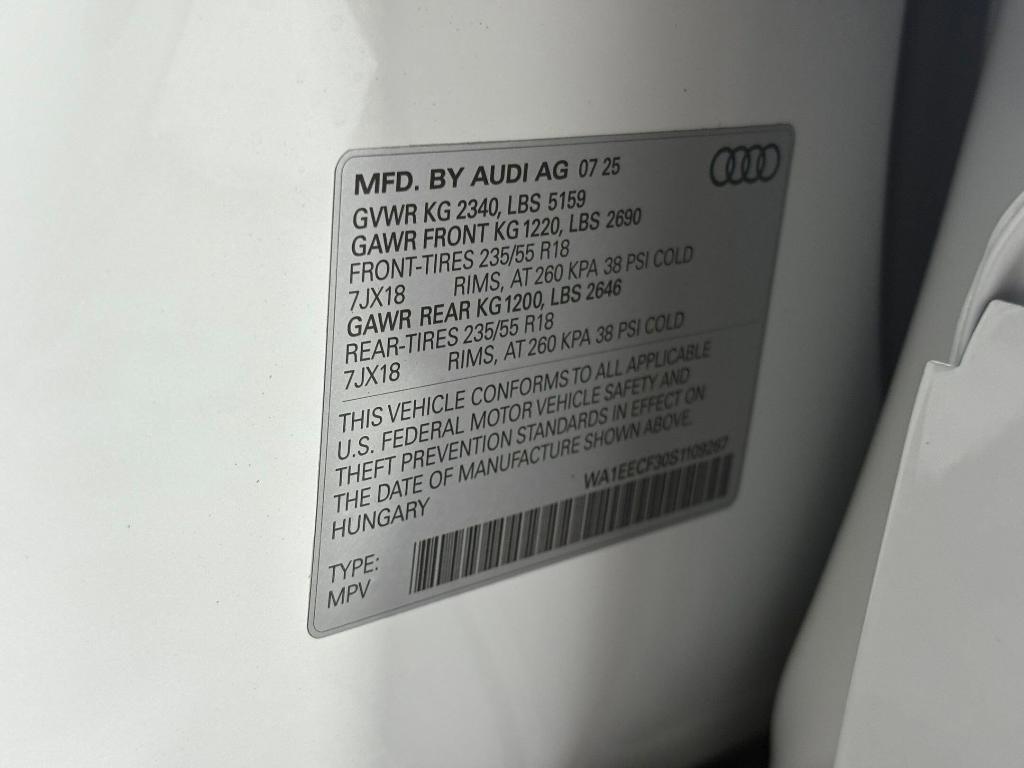 MFD. BY AUDI AG 07 25
GVWR KG 2340, LBS 5159
GAWR FRONT KG 1220, LBS 2690
FRONT-TIRES 235/55 R18
7JX18 RIMS, AT 260 KPA 38 PSI COLD
GAWR REAR KG1200, LBS 2646
REAR-TIRES 235/55 R18
7JX18 RIMS, AT 260 KPA 38 PSI COLD
THIS VEHICLE CONFORMS TO ALL APPLICABLE
U.S. FEDERAL MOTOR VEHICLE SAFETY AND
THEFT PREVENTION STANDARDS IN EFFECT ON
THE DATE OF MANUFACTURE SHOWN ABOVE.
HUNGARY
WA1EECF30S1109267
TYPE:
MPV